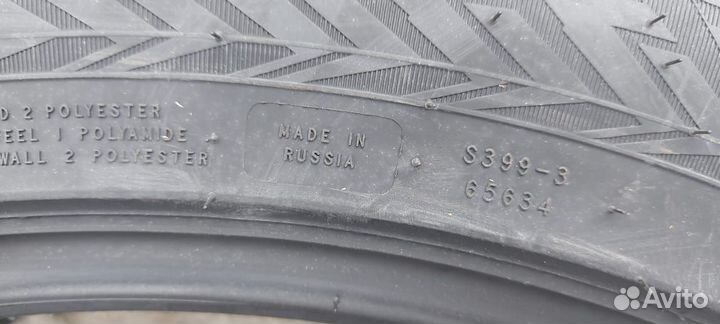 D 2 POLYESTER
EEL 1 POLYAMIDE
WALL 2 POLYESTER
MADE IN
RUSSIA
S399-3
65634
Avito